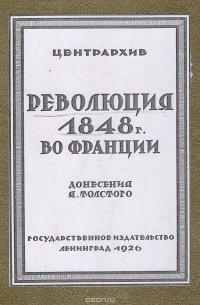 ЦЕНТРАРХИВ
РЕВОЛЮЦИЯ
1848 г.
ВО ФРАНЦИИ
ДОНЕСЕНИЯ
Я. ТОЛСТОГО
ГОСУДАРСТВЕННОЕ ИЗДАТЕЛЬСТВО
ЛЕНИНГРАД 1926